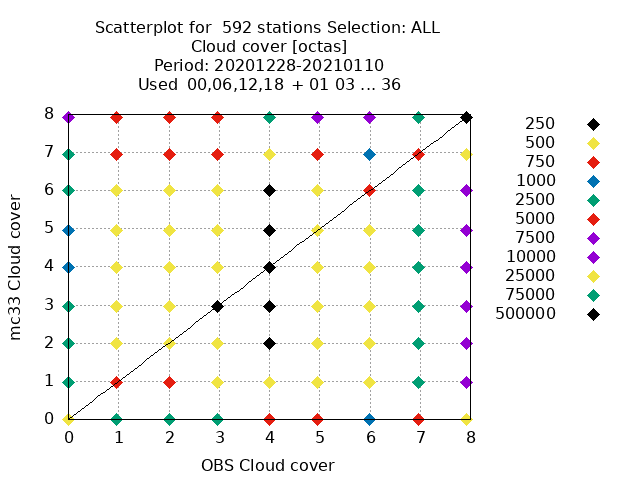 Scatterplot for  592 stations Selection: ALL
Cloud cover [octas]
Period: 20201228-20210110
Used  00,06,12,18  + 01 03 ... 36
8
7
6
5
4
3
2
1
0
mc33 Cloud cover
0 1 2 3 4 5 6 7 8
OBS Cloud cover
250
500
750
1000
2500
5000
7500
10000
25000
75000
500000